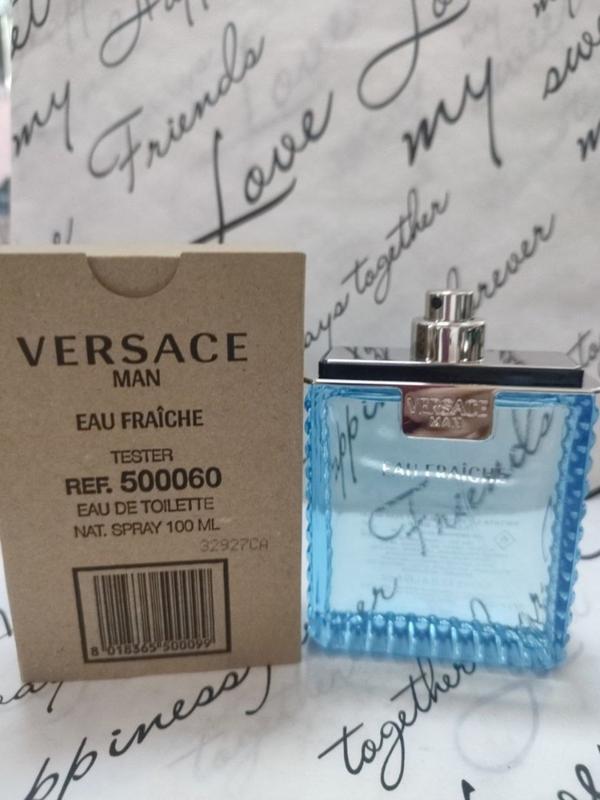 my
Friends
Love
my
together
forever
VERSACE
MAN
EAU FRAÎCHE
TESTER
REF. 500060
EAU DE TOILETTE
NAT. SPRAY 100 ML
32927CA
8 018365 500099
VERSACE
MAN
EAU FRAÎCHE
Friends
ppiness
together